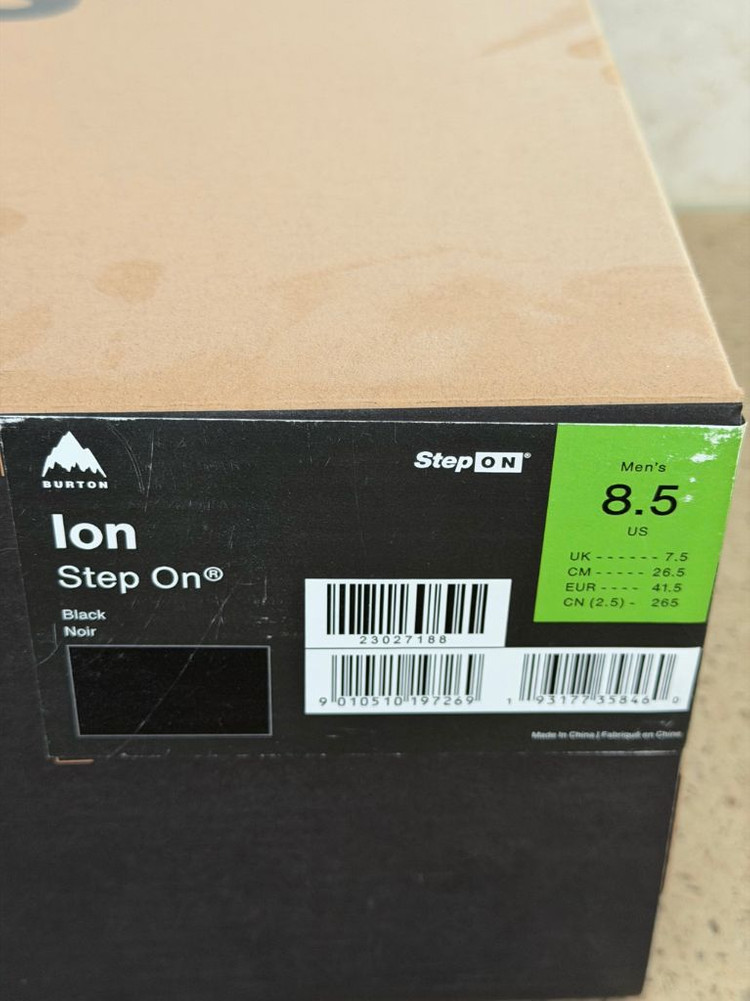 BURTON
Step ON®
Ion
Step On®
Black
Noir
Men's
8.5
US
UK ------ 7.5
CM ----- 26.5
EUR ---- 41.5
CN (2.5) - 265
23027188
9 010510 197269
1 93177 35846 0
Made In China | Fabriqué en Chine